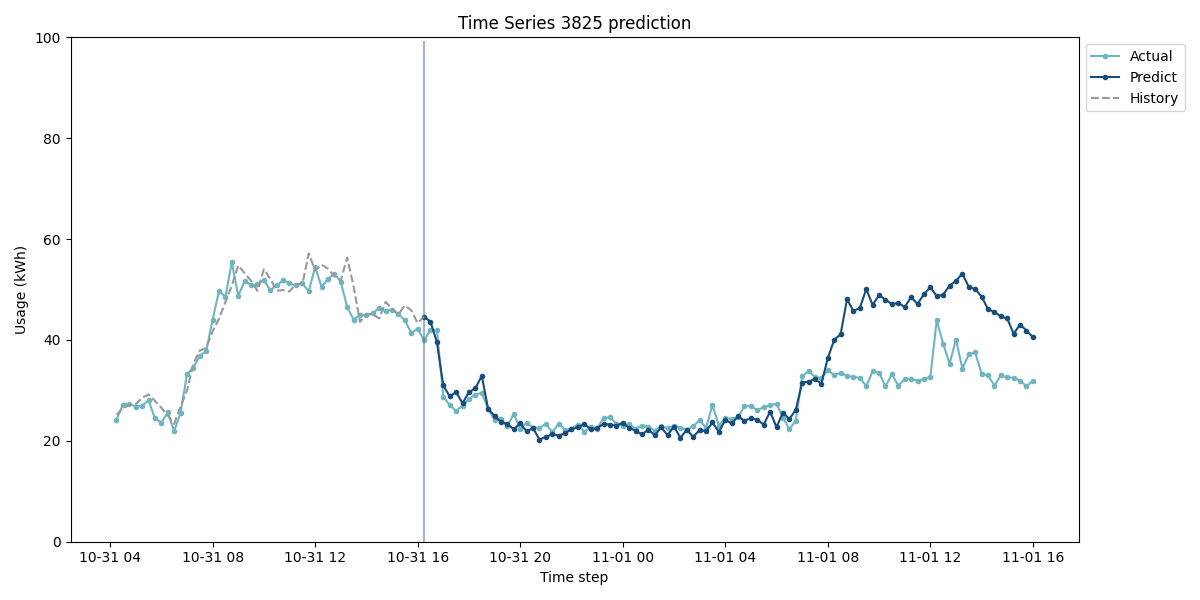 Time Series 3825 prediction
Actual
Predict
History
Usage (kWh)
100
80
60
40
20
0
10-31 04
10-31 08
10-31 12
10-31 16
10-31 20
11-01 00
11-01 04
11-01 08
11-01 12
11-01 16
Time step